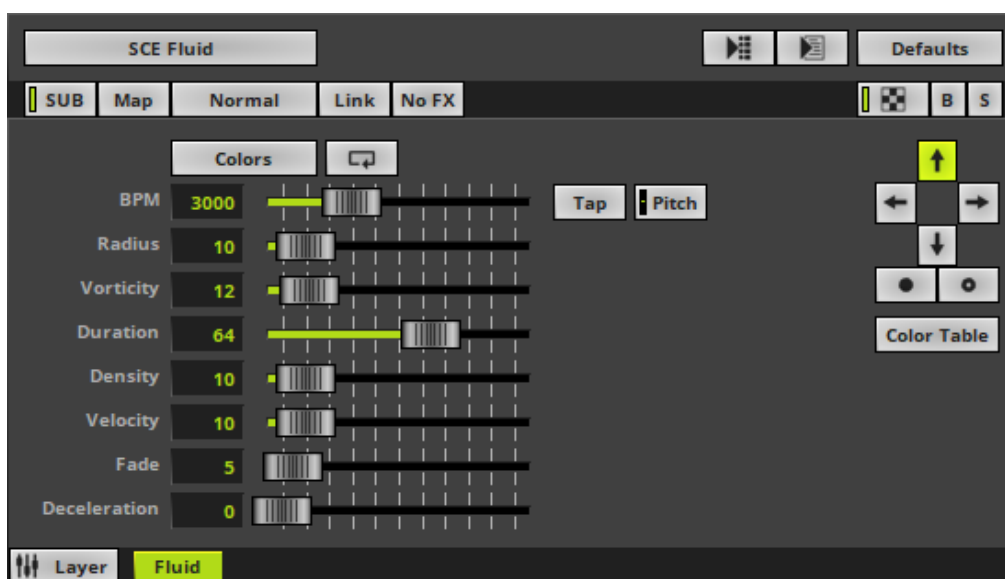 SCE Fluid Defaults
SUB Map Normal Link No FX B S
Colors
BPM 3000 Tap Pitch
Radius 10
Vorticity 12
Duration 64 Color Table
Density 10
Velocity 10
Fade 5
Deceleration 0
Layer Fluid